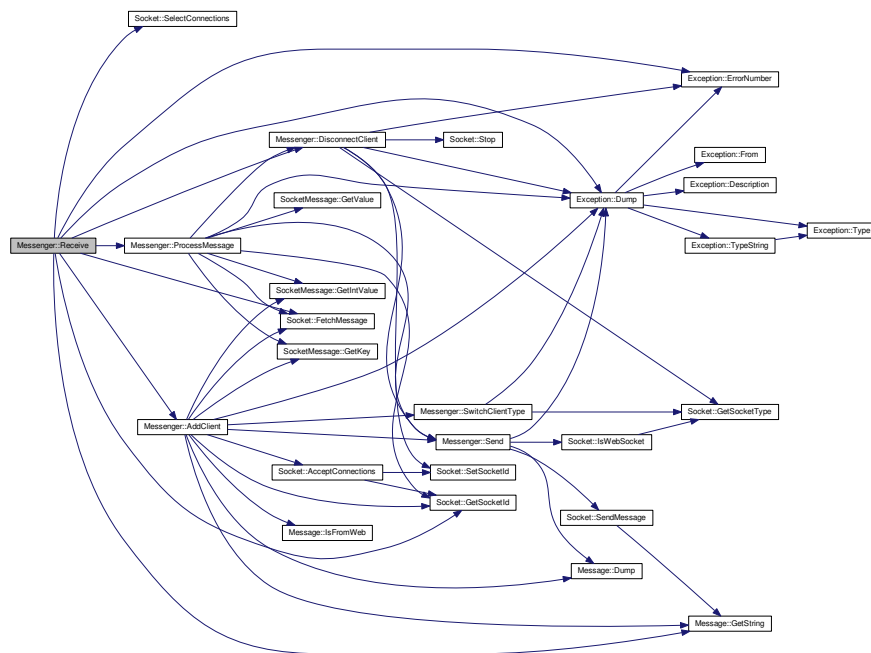 Socket::SelectConnections
Exception::ErrorNumber
Messenger::DisconnectClient
Socket::Stop
Exception::From
Exception::Description
SocketMessage::GetValue
Exception::Dump
Exception::Type
Messenger::Receive
Messenger::ProcessMessage
Exception::TypeString
SocketMessage::GetIntValue
Socket::FetchMessage
SocketMessage::GetKey
Messenger::SwitchClientType
Socket::GetSocketType
Messenger::AddClient
Messenger::Send
Socket::IsWebSocket
Socket::AcceptConnections
Socket::SetSocketId
Socket::GetSocketId
Socket::SendMessage
Message::IsFromWeb
Message::Dump
Message::GetString